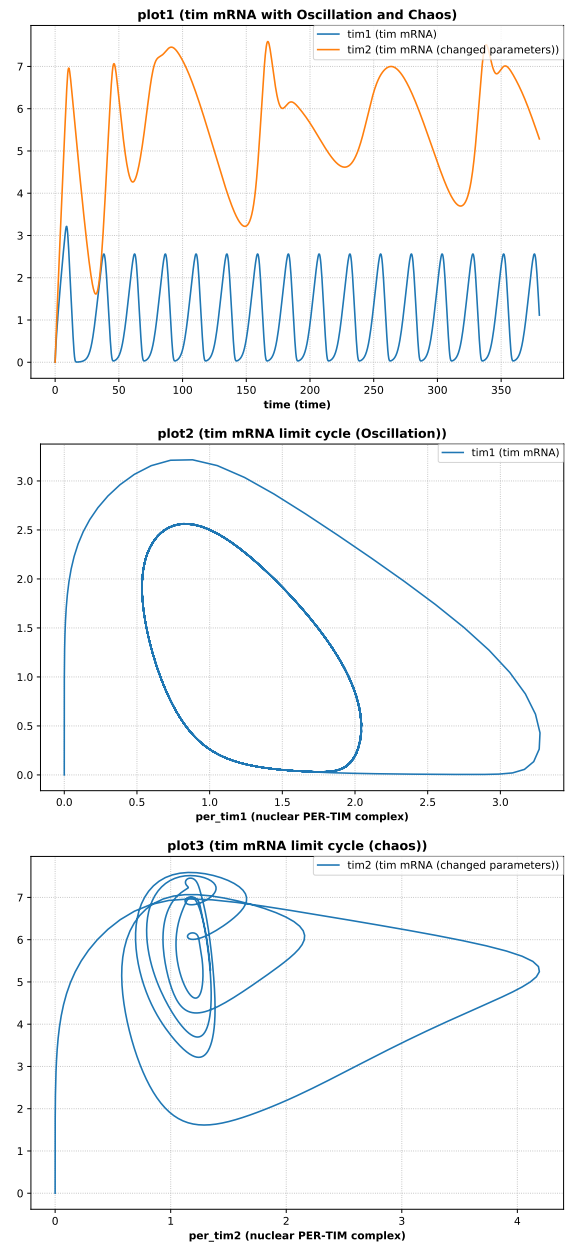 plot1 (tim mRNA with Oscillation and Chaos)
tim1 (tim mRNA)
tim2 (tim mRNA (changed parameters))
7
6
5
4
3
2
1
0
0 50 100 150 200 250 300 350
time (time)
plot2 (tim mRNA limit cycle (Oscillation))
tim1 (tim mRNA)
3.0
2.5
2.0
1.5
1.0
0.5
0.0
0.0 0.5 1.0 1.5 2.0 2.5 3.0
per_tim1 (nuclear PER-TIM complex)
plot3 (tim mRNA limit cycle (chaos))
tim2 (tim mRNA (changed parameters))
7
6
5
4
3
2
1
0
0 1 2 3 4
per_tim2 (nuclear PER-TIM complex)